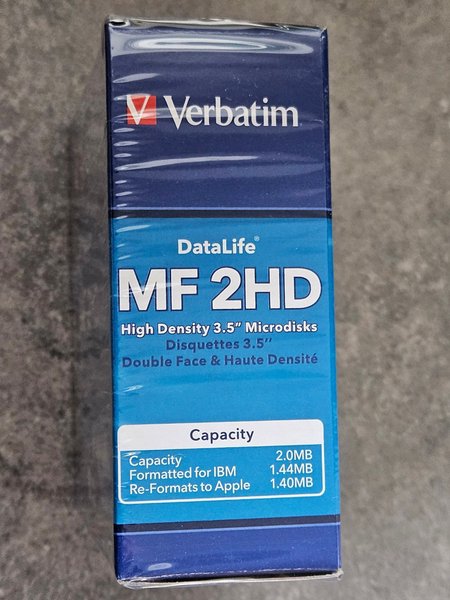 Verbatim
DataLife®
MF 2HD
High Density 3.5" Microdisks
Disquettes 3.5''
Double Face & Haute Densité
Capacity
Capacity 2.0MB
Formatted for IBM 1.44MB
Re-Formats to Apple 1.40MB